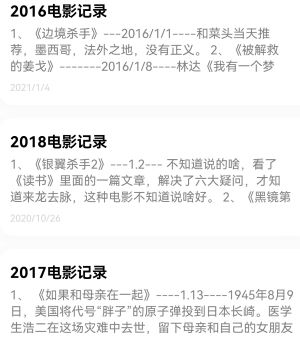 2016电影记录
1、《边境杀手》---2016/1/1----和菜头当天推
荐，墨西哥，法外之地，没有正义。 2、《被解救
的姜戈》-------2016/1/8----林达《我有一个梦
2021/1/4
2018电影记录
1、《银翼杀手2》---1.2--- 不知道说的啥，看了
《读书》里面的一篇文章，解决了六大疑问，才知
道来龙去脉，这种电影不知道说啥好。 2、《黑镜第
2020/10/26
2017电影记录
1、 《如果和母亲在一起》----1.13----1945年8月9
日，美国将代号“胖子”的原子弹投到日本长崎。医学
生浩二在这场灾难中去世，留下母亲和自己的女朋友